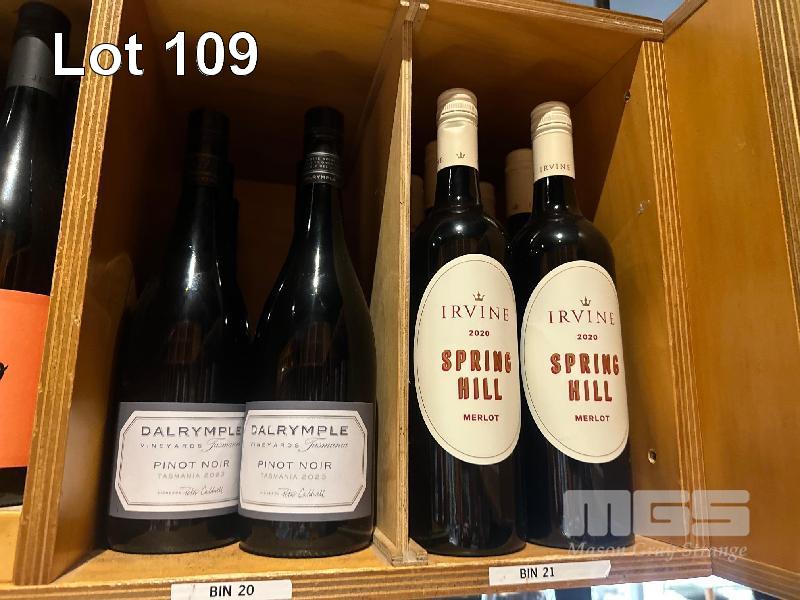 Lot 109
DALRYMPLE
VINEYARDS Tasmania
PINOT NOIR
TASMANIA 2023
DALRYMPLE
VINEYARDS Tasmania
PINOT NOIR
TASMANIA 2023
IRVINE
IRVINE
2020
SPRING
HILL
MERLOT
IRVINE
2020
SPRING
HILL
MERLOT
BIN 20
BIN 21
MGS
Mason Gray Strange